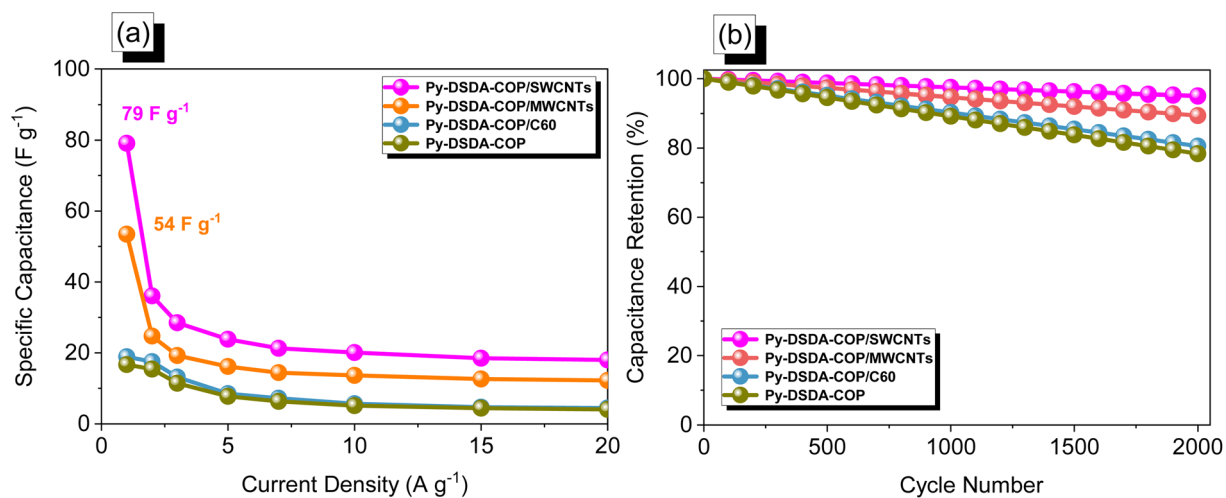 (a)
100
80
60
40
20
0
0
5
10
15
20
Specific Capacitance (F g⁻¹)
Current Density (A g⁻¹)
79 F g⁻¹
54 F g⁻¹
Py-DSDA-COP/SWCNTs
Py-DSDA-COP/MWCNTs
Py-DSDA-COP/C60
Py-DSDA-COP
(b)
100
80
60
40
20
0
0
500
1000
1500
2000
Capacitance Retention (%)
Cycle Number
Py-DSDA-COP/SWCNTs
Py-DSDA-COP/MWCNTs
Py-DSDA-COP/C60
Py-DSDA-COP